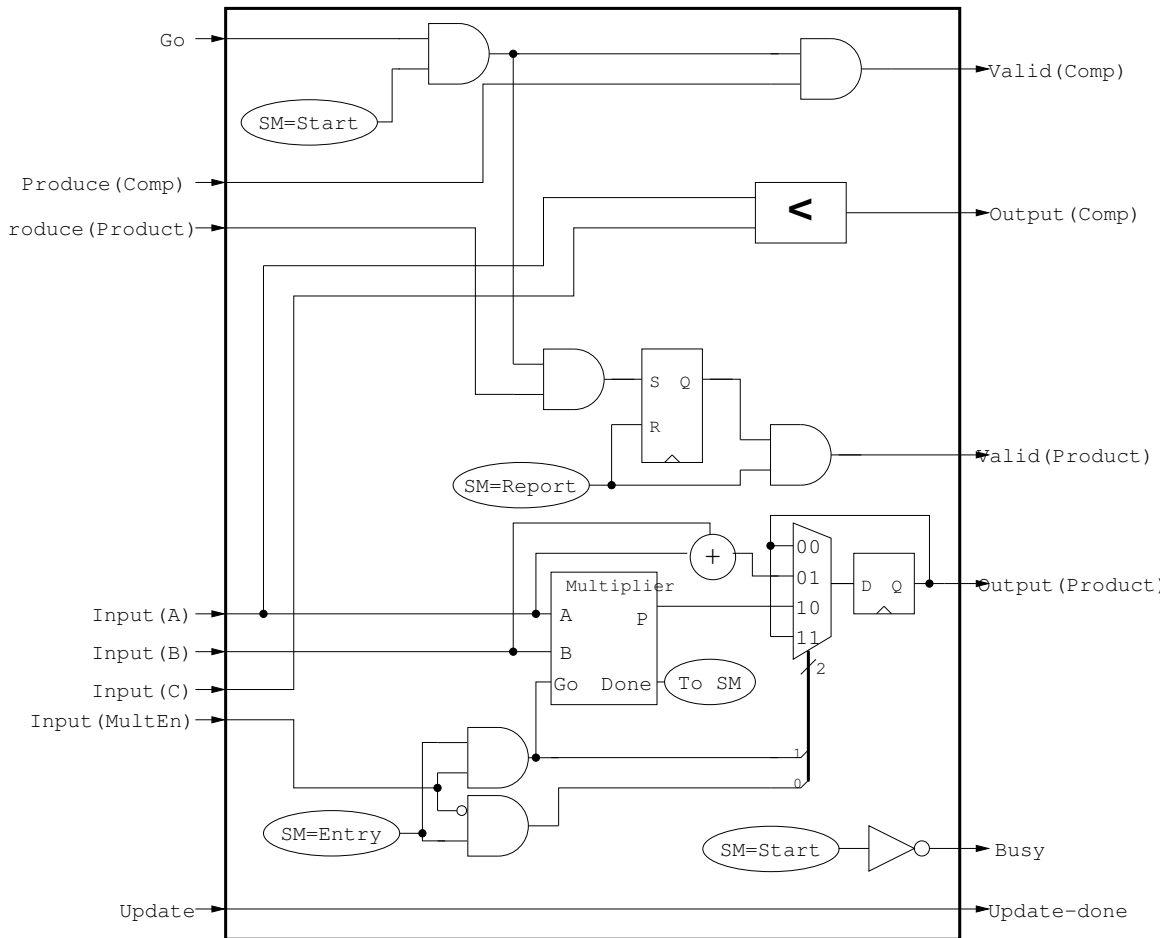 Go
Valid(Comp)
SM=Start
Produce(Comp)
<
Output(Comp)
roduce(Product)
S Q
R
Valid(Product)
SM=Report
+
00
Multiplier
01
D Q
Output(Product)
Input(A)
A
P
10
11
Input(B)
B
2
Input(C)
Go Done
To SM
Input(MultEn)
1
0
SM=Entry
SM=Start
Busy
Update
Update-done